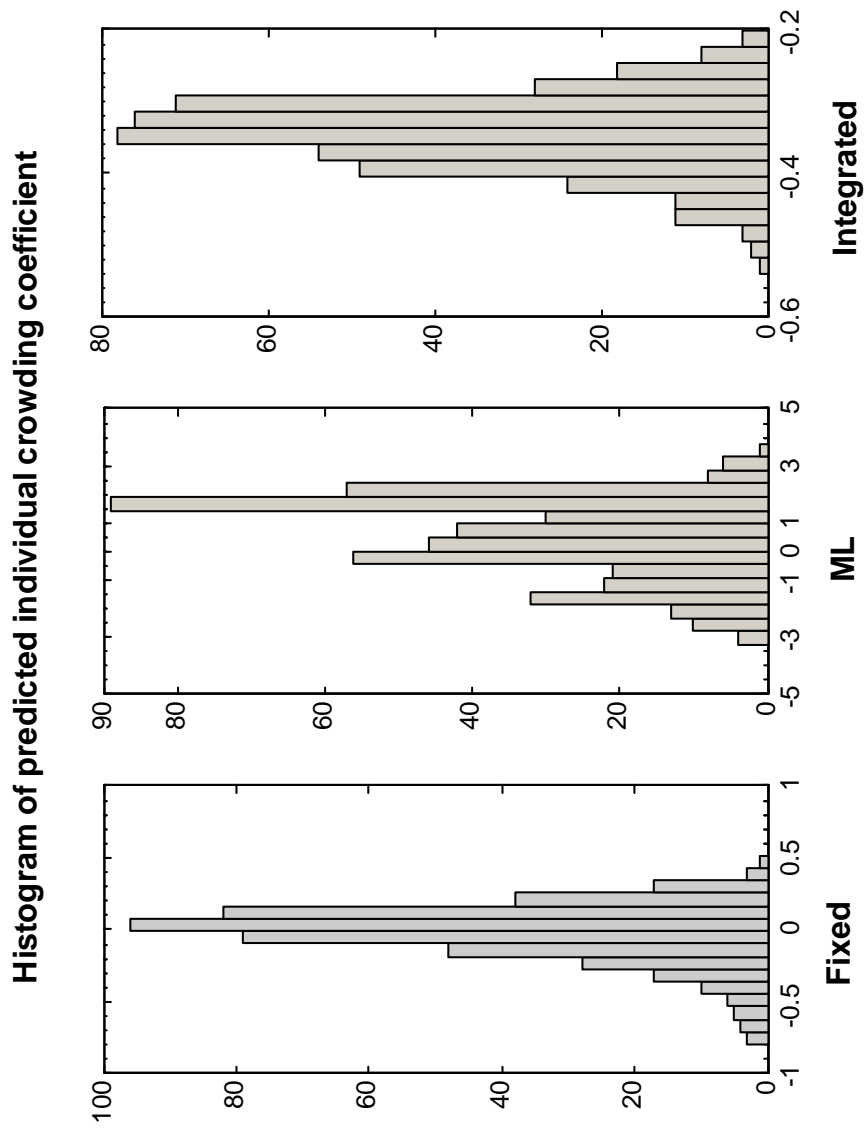 Histogram of predicted individual crowding coefficient
100
80
60
40
20
0
-1 -0.5 0 0.5 1
Fixed
90
80
60
40
20
0
-5 -3 -1 0 1 3 5
ML
80
60
40
20
0
-0.6 -0.4 -0.2
Integrated